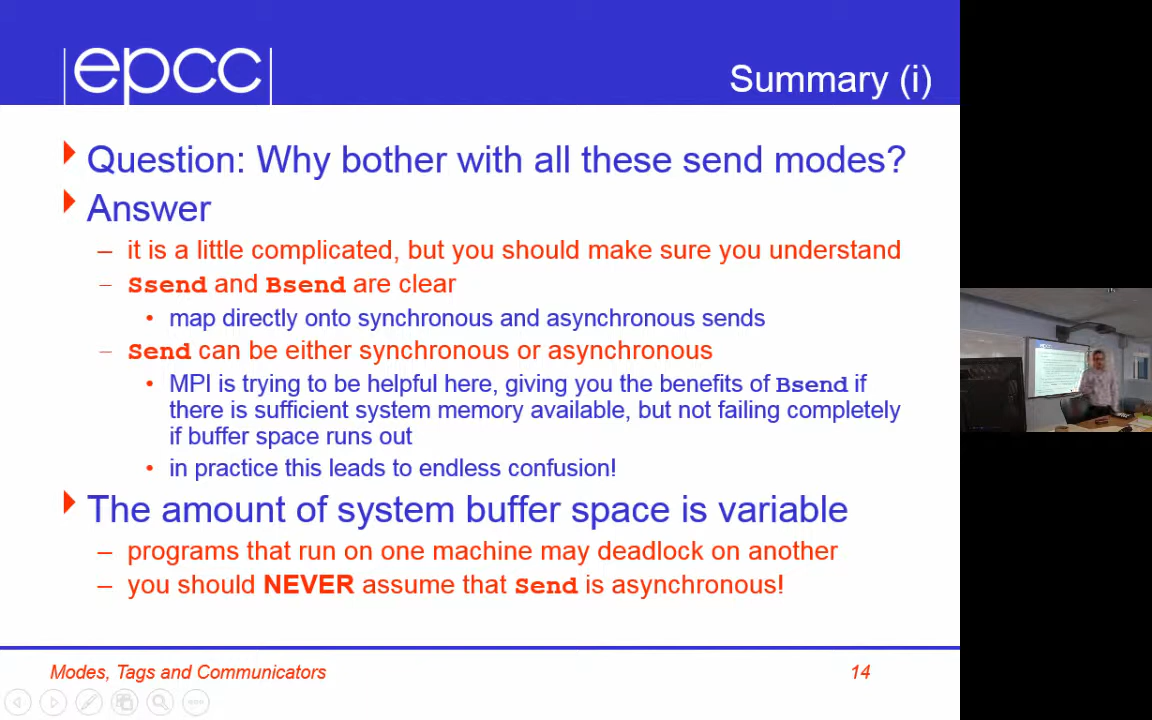 epcc
Summary (i)
Question: Why bother with all these send modes?
Answer
– it is a little complicated, but you should make sure you understand
– Ssend and Bsend are clear
• map directly onto synchronous and asynchronous sends
– Send can be either synchronous or asynchronous
• MPI is trying to be helpful here, giving you the benefits of Bsend if
there is sufficient system memory available, but not failing completely
if buffer space runs out
• in practice this leads to endless confusion!
The amount of system buffer space is variable
– programs that run on one machine may deadlock on another
– you should NEVER assume that Send is asynchronous!
Modes, Tags and Communicators
14